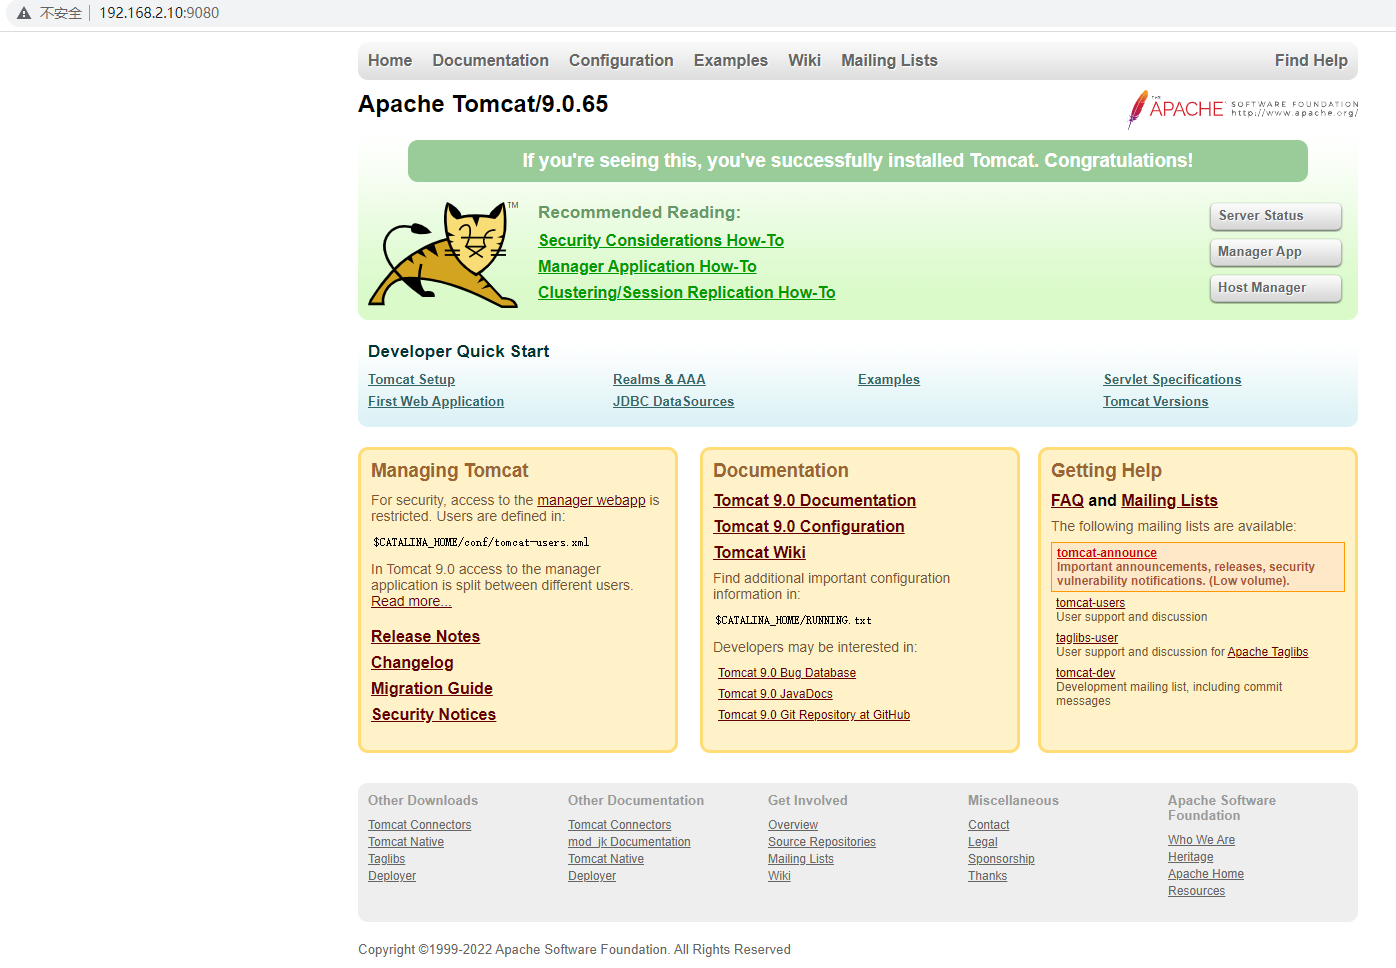 不安全 192.168.2.10:9080
Home Documentation Configuration Examples Wiki Mailing Lists Find Help
Apache Tomcat/9.0.65
THE APACHE SOFTWARE FOUNDATION
http://www.apache.org/
If you're seeing this, you've successfully installed Tomcat. Congratulations!
TM
Recommended Reading:
Security Considerations How-To
Manager Application How-To
Clustering/Session Replication How-To
Server Status
Manager App
Host Manager
Developer Quick Start
Tomcat Setup
First Web Application
Realms & AAA
JDBC DataSources
Examples
Servlet Specifications
Tomcat Versions
Managing Tomcat
For security, access to the manager webapp is
restricted. Users are defined in:
$CATALINA_HOME/conf/tomcat-users.xml
In Tomcat 9.0 access to the manager
application is split between different users.
Read more...
Release Notes
Changelog
Migration Guide
Security Notices
Documentation
Tomcat 9.0 Documentation
Tomcat 9.0 Configuration
Tomcat Wiki
Find additional important configuration
information in:
$CATALINA_HOME/RUNNING.txt
Developers may be interested in:
Tomcat 9.0 Bug Database
Tomcat 9.0 JavaDocs
Tomcat 9.0 Git Repository at GitHub
Getting Help
FAQ and Mailing Lists
The following mailing lists are available:
tomcat-announce
Important announcements, releases, security
vulnerability notifications. (Low volume).
tomcat-users
User support and discussion
taglibs-user
User support and discussion for Apache Taglibs
tomcat-dev
Development mailing list, including commit
messages
Other Downloads
Tomcat Connectors
Tomcat Native
Taglibs
Deployer
Other Documentation
Tomcat Connectors
mod_jk Documentation
Tomcat Native
Deployer
Get Involved
Overview
Source Repositories
Mailing Lists
Wiki
Miscellaneous
Contact
Legal
Sponsorship
Thanks
Apache Software
Foundation
Who We Are
Heritage
Apache Home
Resources
Copyright ©1999-2022 Apache Software Foundation. All Rights Reserved